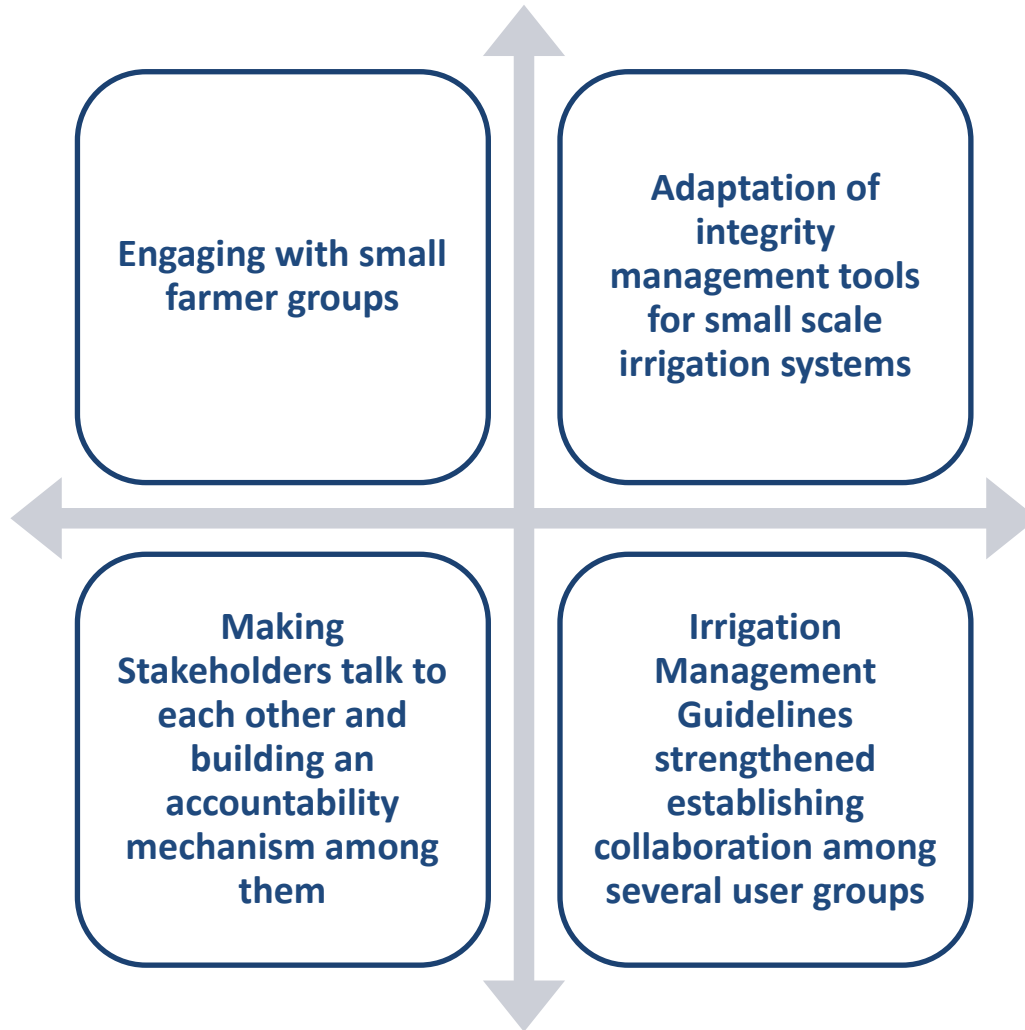 Engaging with small
farmer groups
Adaptation of
integrity
management tools
for small scale
irrigation systems
Making
Stakeholders talk to
each other and
building an
accountability
mechanism among
them
Irrigation
Management
Guidelines
strengthened
establishing
collaboration among
several user groups